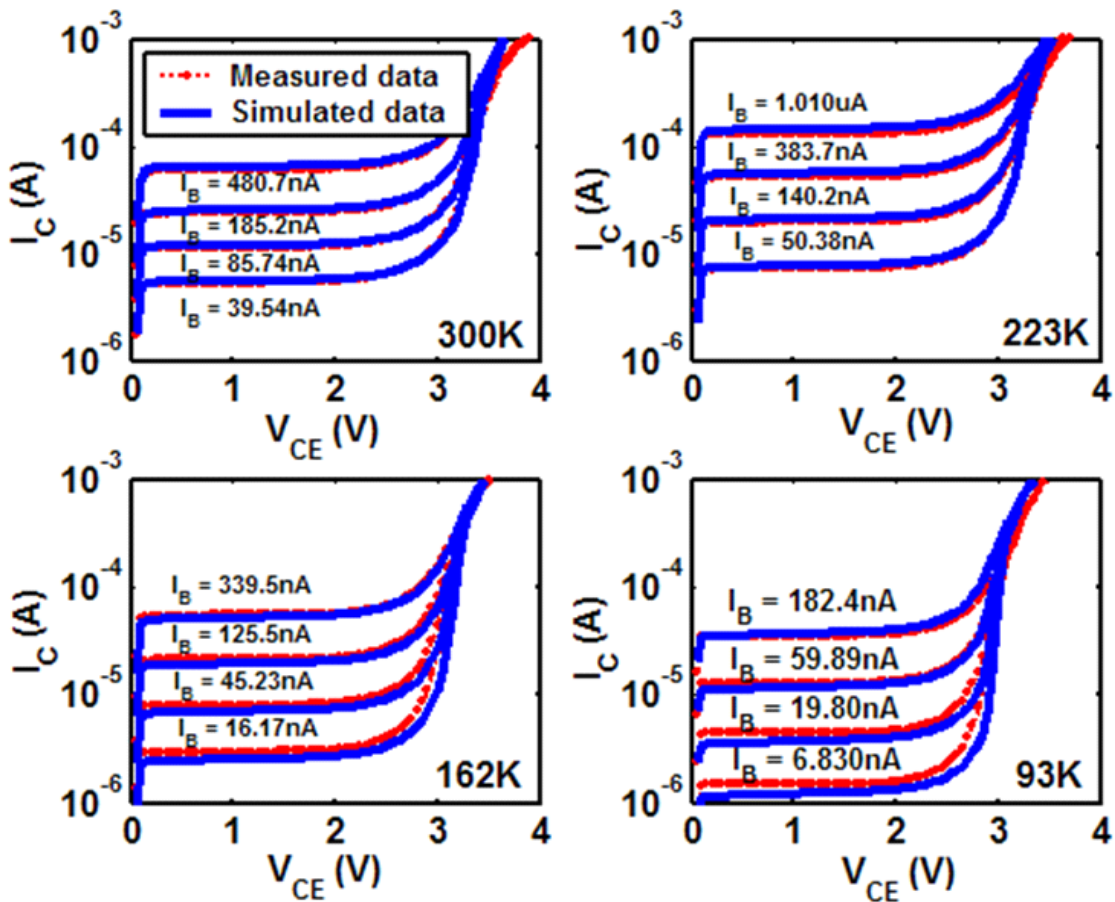 10^-3
10^-4
10^-5
10^-6
I_C (A)
Measured data
Simulated data
I_B = 480.7nA
I_B = 185.2nA
I_B = 85.74nA
I_B = 39.54nA
300K
0 1 2 3 4
V_CE (V)
10^-3
10^-4
10^-5
10^-6
I_C (A)
I_B = 1.010uA
I_B = 383.7nA
I_B = 140.2nA
I_B = 50.38nA
223K
0 1 2 3 4
V_CE (V)
10^-3
10^-4
10^-5
10^-6
I_C (A)
I_B = 339.5nA
I_B = 125.5nA
I_B = 45.23nA
I_B = 16.17nA
162K
0 1 2 3 4
V_CE (V)
10^-3
10^-4
10^-5
10^-6
I_C (A)
I_B = 182.4nA
I_B = 59.89nA
I_B = 19.80nA
I_B = 6.830nA
93K
0 1 2 3 4
V_CE (V)